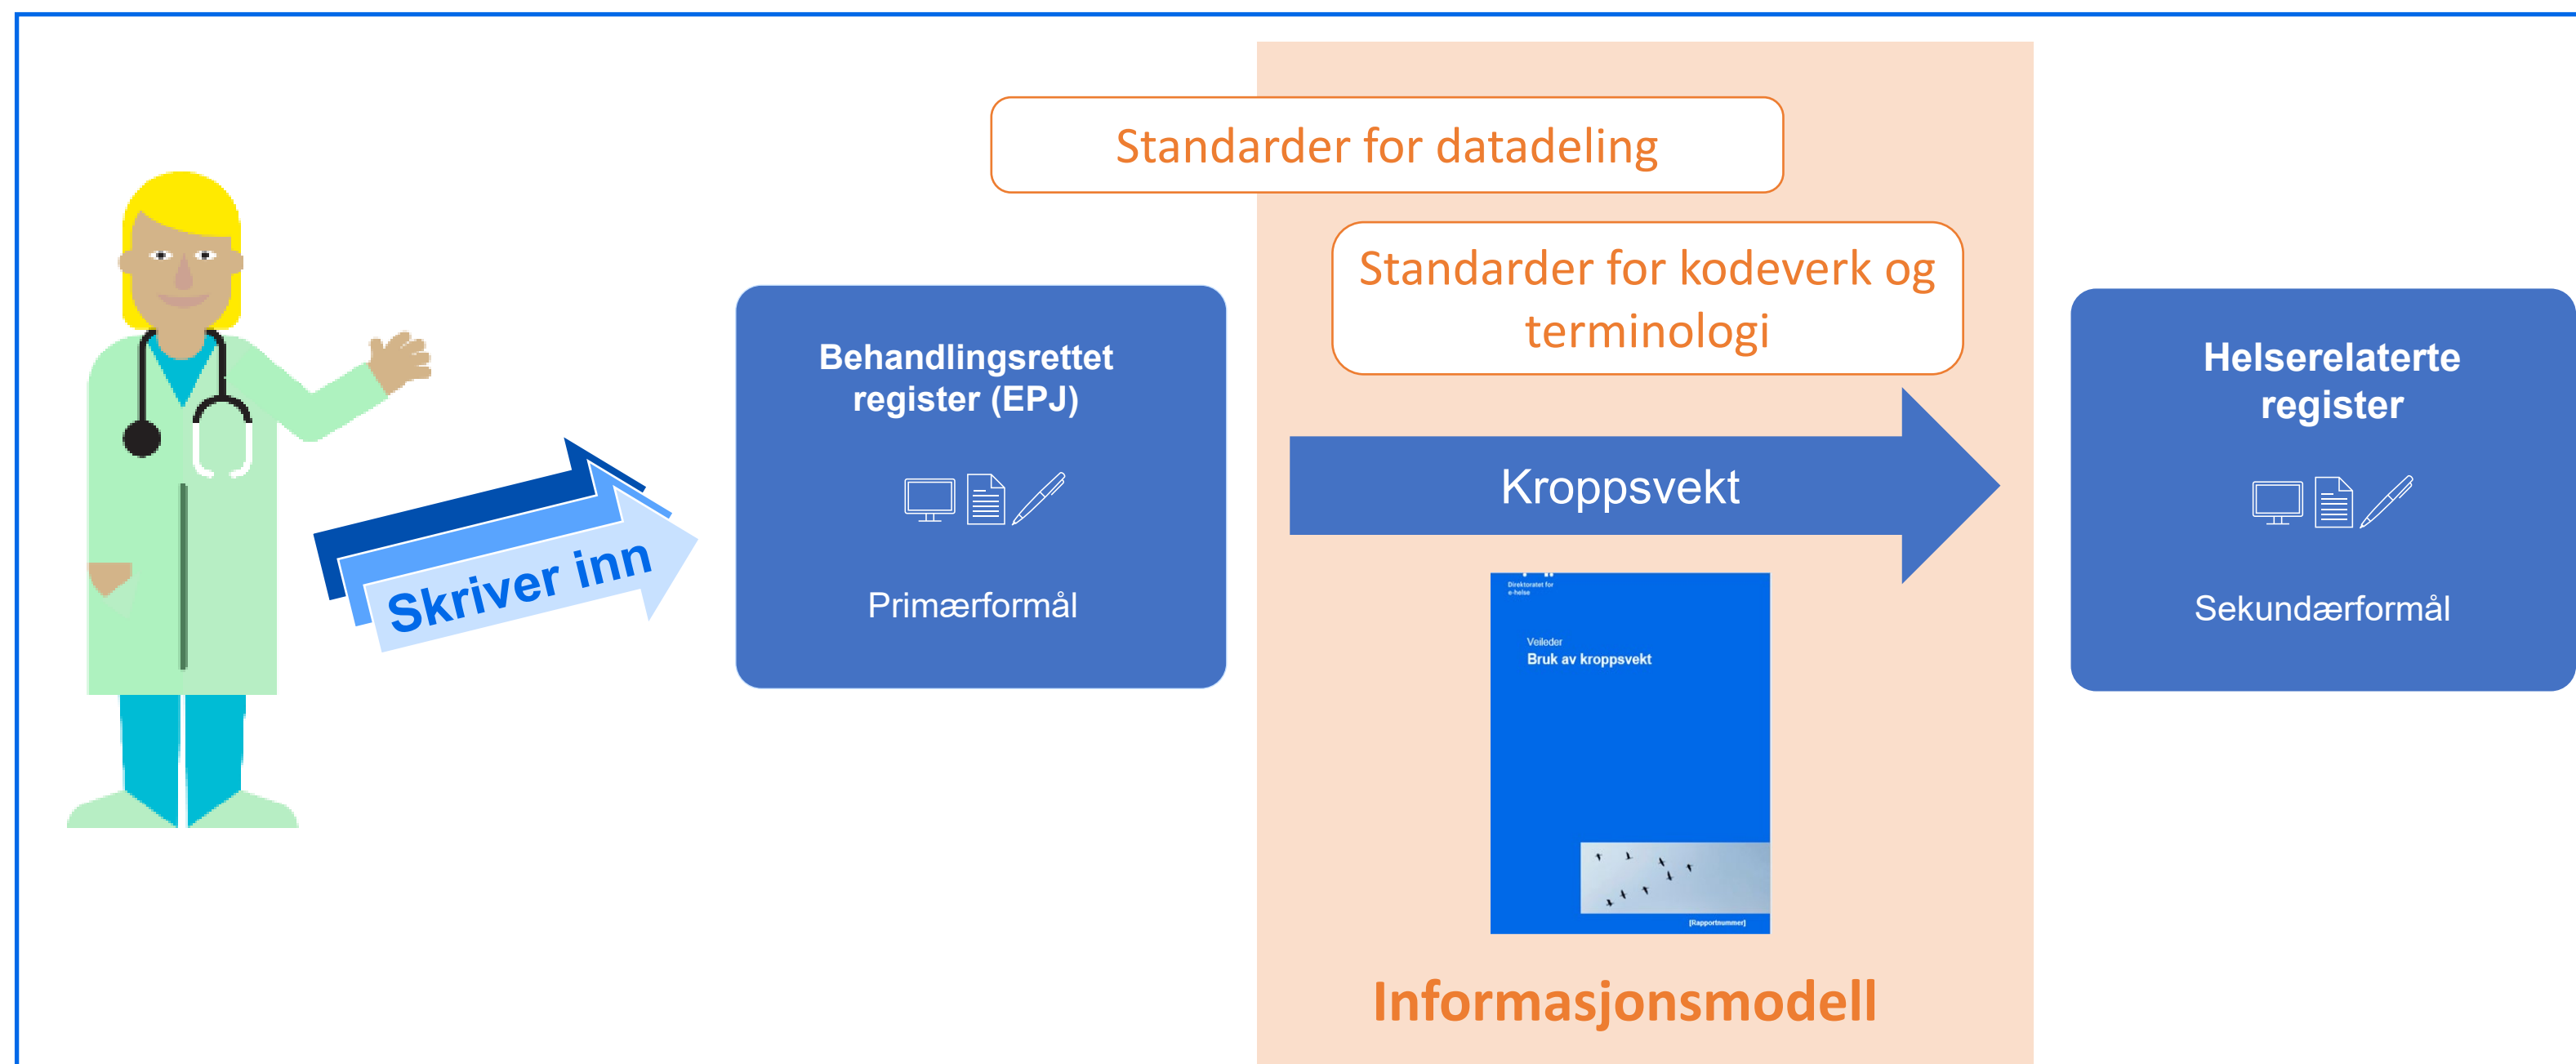 Standarder for datadeling
Standarder for kodeverk og
terminologi
Behandlingsrettet
register (EPJ)
Primærformål
Skriver inn
Kroppsvekt
Direktoratet for
e-helse
Veileder
Bruk av kroppsvekt
[Rapportnummer]
Informasjonsmodell
Helserelaterte
register
Sekundærformål